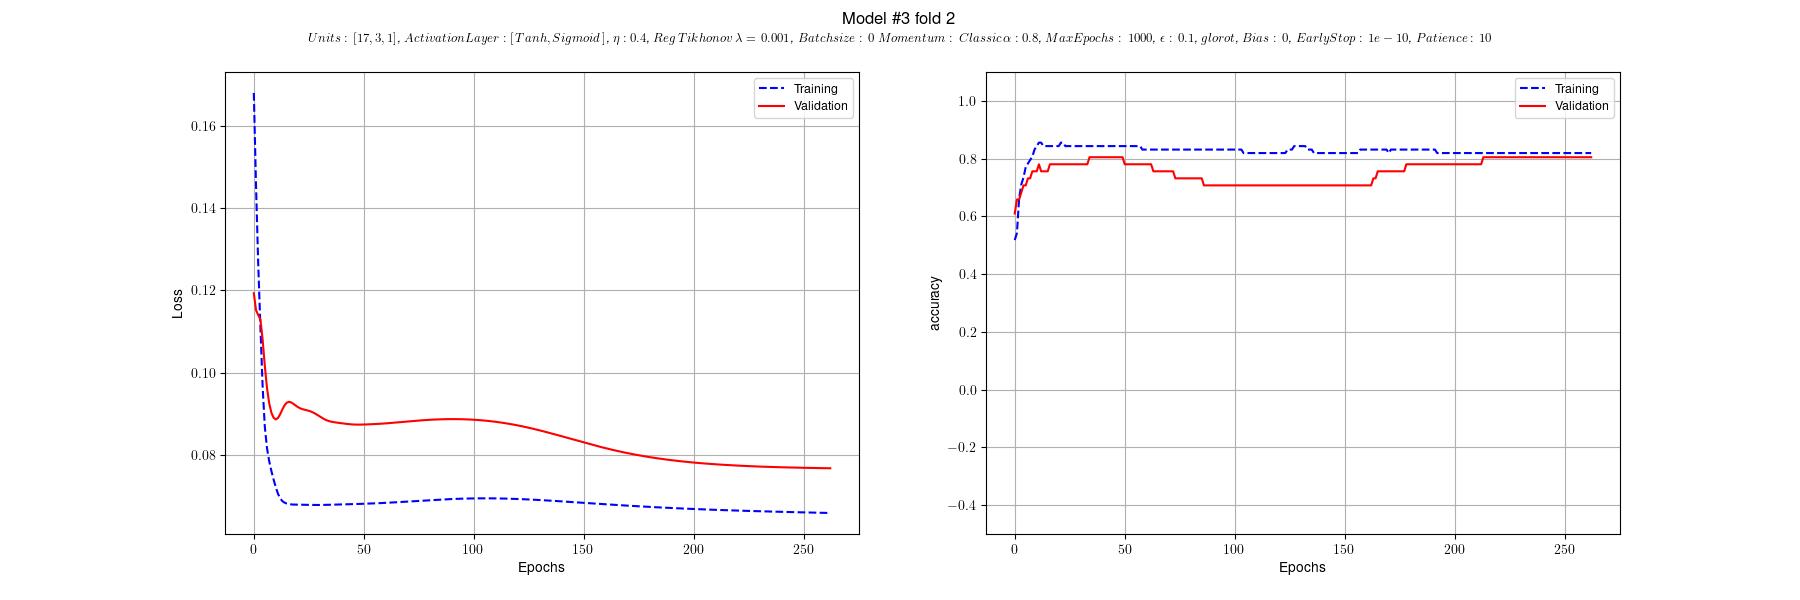 Model #3 fold 2
Units : [17, 3, 1], ActivationLayer : [Tanh, Sigmoid], η : 0.4, Reg Tikhonov λ = 0.001, Batchsize : 0 Momentum : Classic α : 0.8, MaxEpochs : 1000, ϵ : 0.1, glorot, Bias : 0, EarlyStop : 1e − 10, Patience : 10
Training
Validation
0.16
0.14
0.12
0.10
0.08
Loss
0 50 100 150 200 250
Epochs
Training
Validation
1.0
0.8
0.6
0.4
0.2
0.0
−0.2
−0.4
accuracy
0 50 100 150 200 250
Epochs